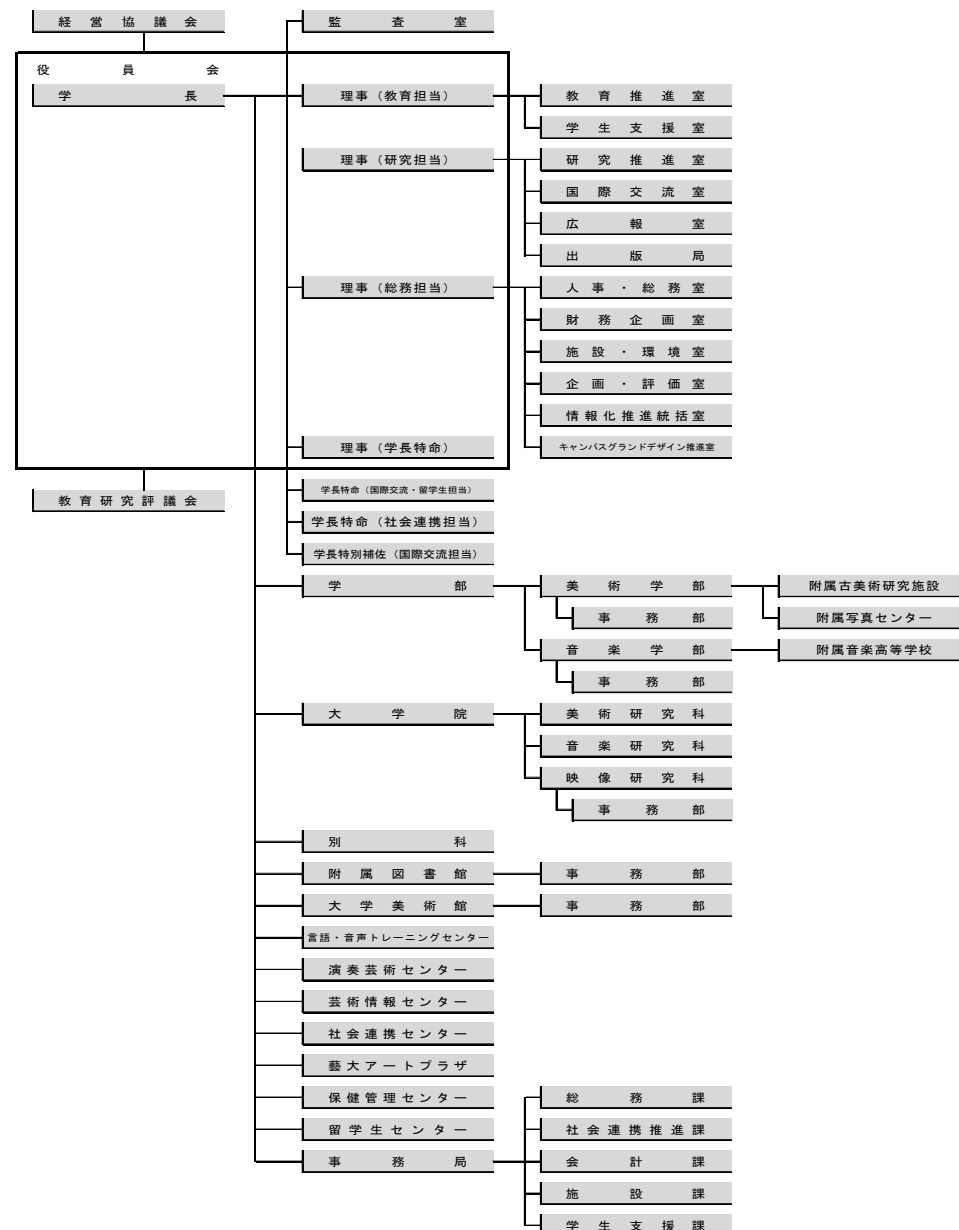 経営協議会
監査室
役員会
学長
理事（教育担当）
教育推進室
学生支援室
理事（研究担当）
研究推進室
国際交流室
広報室
出版局
理事（総務担当）
人事・総務室
財務企画室
施設・環境室
企画・評価室
情報化推進統括室
理事（学長特命）
キャンパスグランドデザイン推進室
教育研究評議会
学長特命（国際交流・留学生担当）
学長特命（社会連携担当）
学長特別補佐（国際交流担当）
学部
美術学部
附属古美術研究施設
事務部
附属写真センター
音楽学部
附属音楽高等学校
事務部
大学院
美術研究科
音楽研究科
映像研究科
事務部
別科
附属図書館
事務部
大学美術館
事務部
言語・音声トレーニングセンター
演奏芸術センター
芸術情報センター
社会連携センター
藝大アートプラザ
保健管理センター
総務課
留学生センター
社会連携推進課
事務局
会計課
施設課
学生支援課